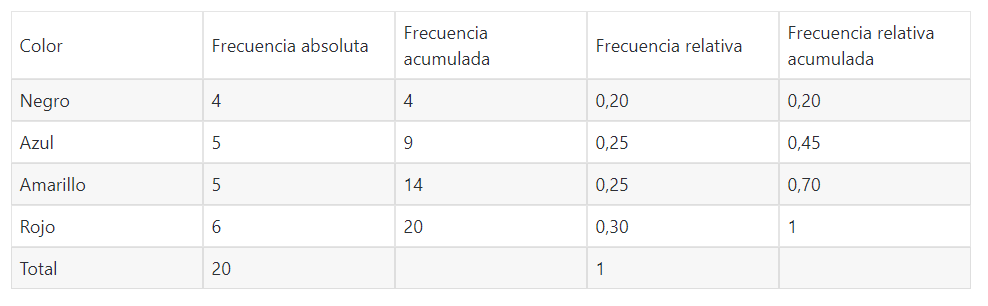 Color Frecuencia absoluta Frecuencia acumulada Frecuencia relativa Frecuencia relativa acumulada
Negro 4 4 0,20 0,20
Azul 5 9 0,25 0,45
Amarillo 5 14 0,25 0,70
Rojo 6 20 0,30 1
Total 20 1